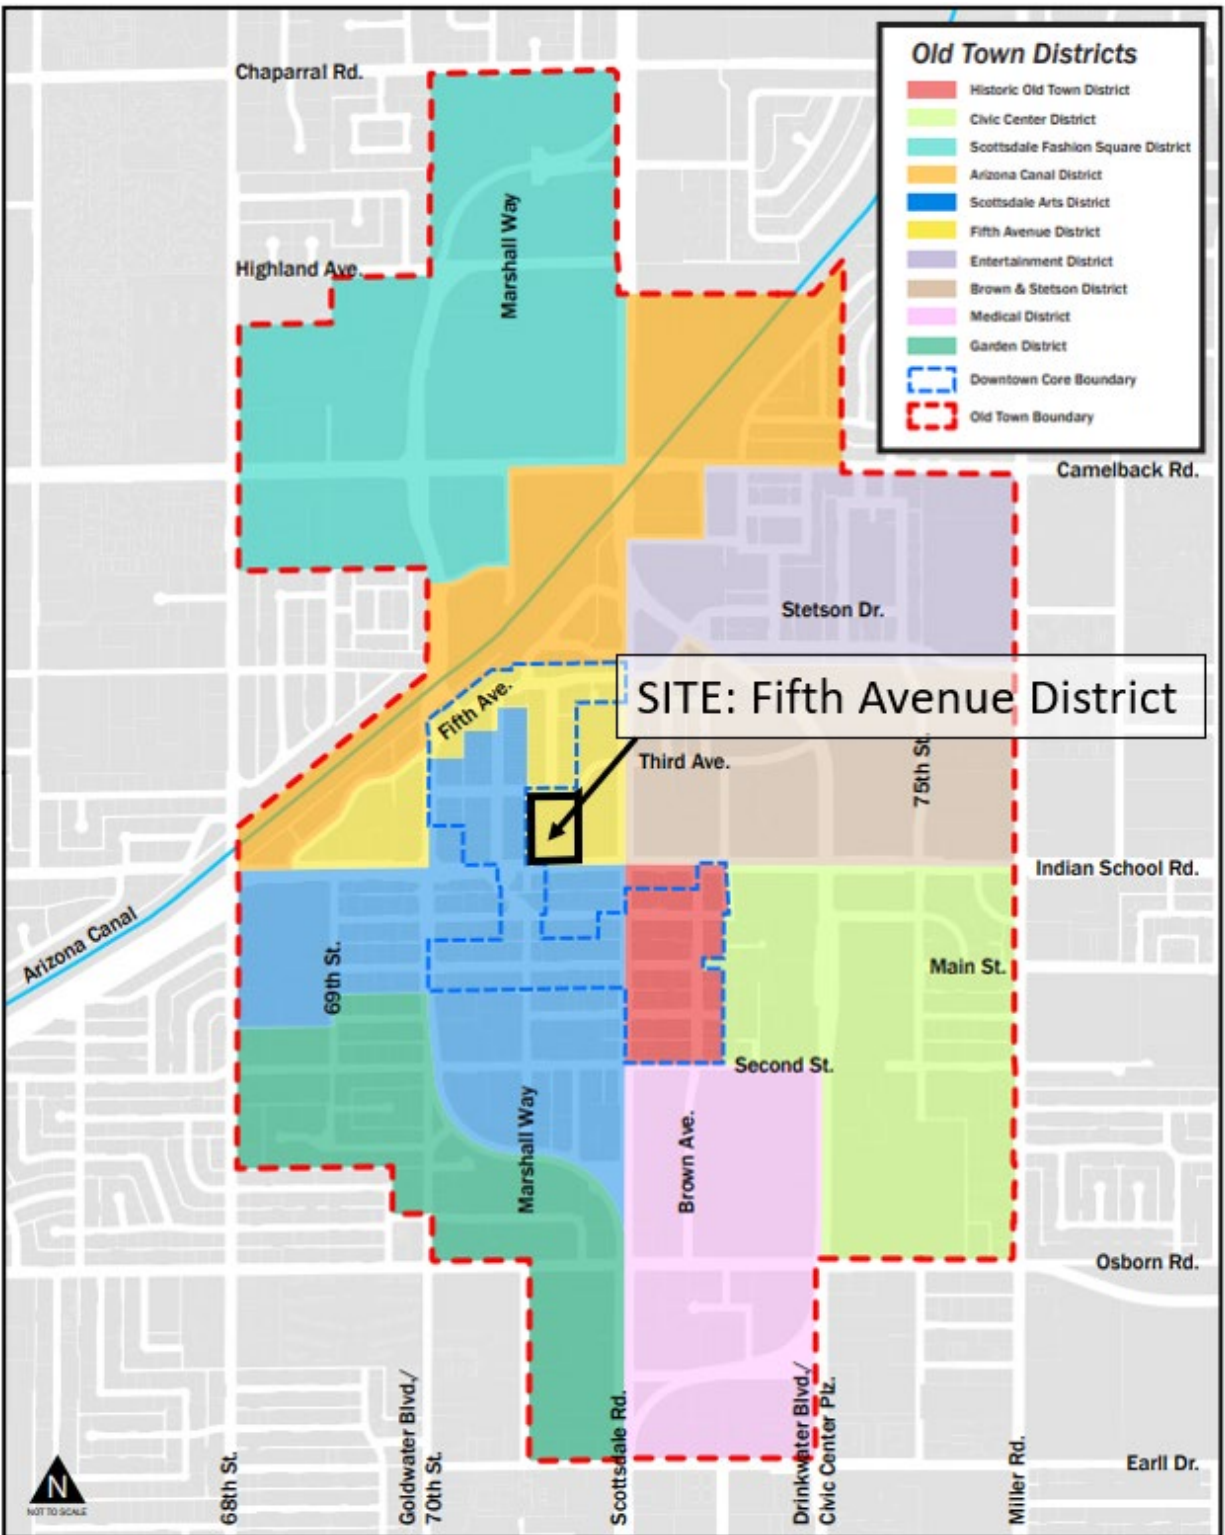 Old Town Districts
Historic Old Town District
Civic Center District
Scottsdale Fashion Square District
Arizona Canal District
Scottsdale Arts District
Fifth Avenue District
Entertainment District
Brown & Stetson District
Medical District
Garden District
Downtown Core Boundary
Old Town Boundary
Chaparral Rd.
Marshall Way
Highland Ave.
Camelback Rd.
Stetson Dr.
Fifth Ave.
SITE: Fifth Avenue District
Third Ave.
75th St.
Indian School Rd.
Arizona Canal
69th St.
Main St.
Second St.
Marshall Way
Brown Ave.
Osborn Rd.
68th St.
Goldwater Blvd./
70th St.
Scottsdale Rd.
Drinkwater Blvd./
Civic Center Plz.
Miller Rd.
Earll Dr.
N
NOT TO SCALE